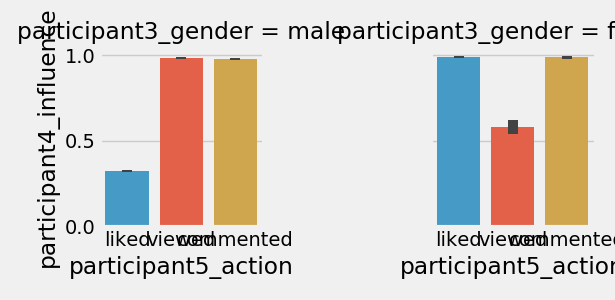 participant3_gender = male
participant3_gender = f
participant4_influence
1.0
0.5
0.0
liked viewed commented
liked viewed commented
participant5_action
participant5_action